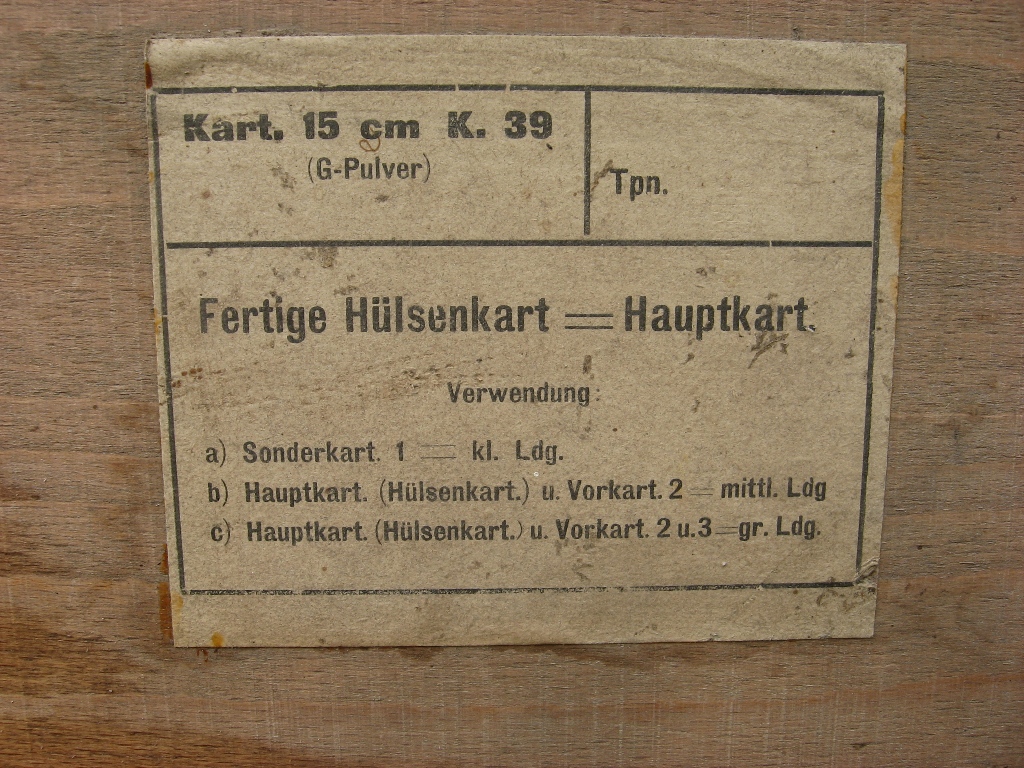 Kart. 15 cm K. 39
(G-Pulver)
Tpn.
Fertige Hülsenkart = Hauptkart.
Verwendung:
a) Sonderkart. 1 = kl. Ldg.
b) Hauptkart. (Hülsenkart.) u. Vorkart. 2 = mittl. Ldg
c) Hauptkart. (Hülsenkart.) u. Vorkart. 2 u.3 = gr. Ldg.